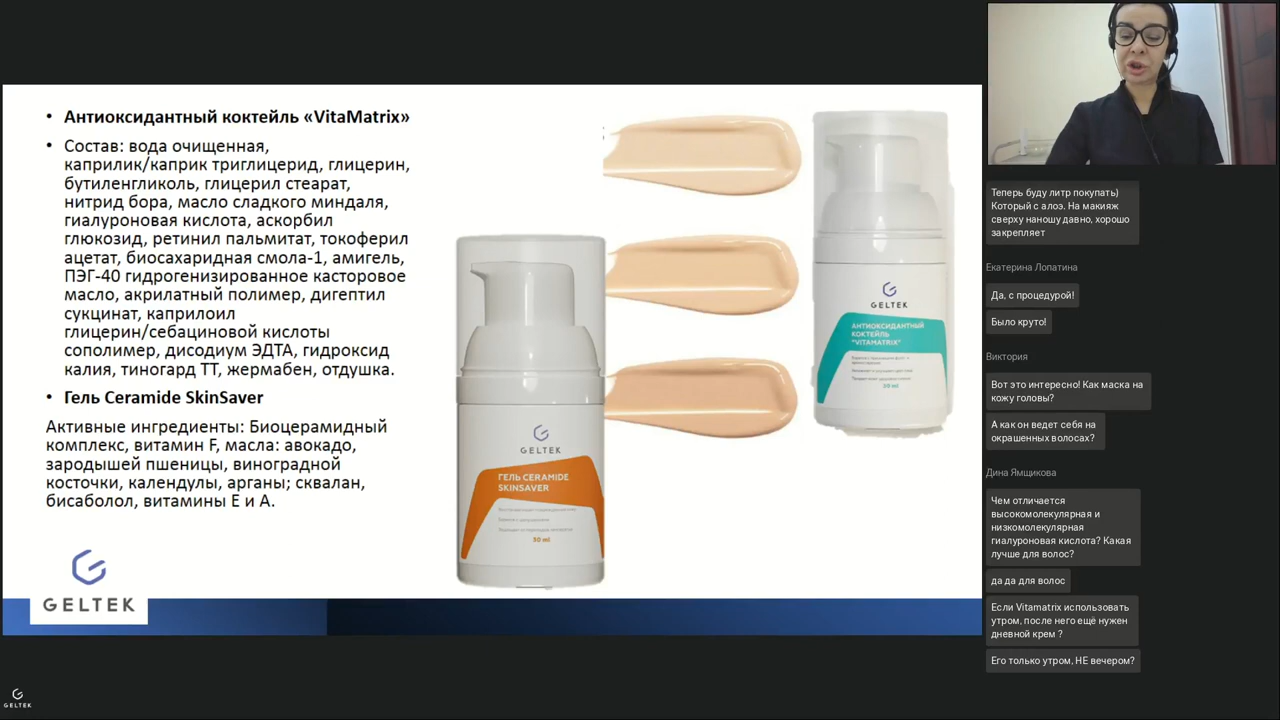 • Антиоксидантный коктейль «VitaMatrix»
• Состав: вода очищенная,
каприлик/каприк триглицерид, глицерин,
бутиленгликоль, глицерил стеарат,
нитрид бора, масло сладкого миндаля,
гиалуроновая кислота, аскорбил
глюкозид, ретинил пальмитат, токоферил
ацетат, биосахаридная смола-1, амигель,
ПЭГ-40 гидрогенизированное касторовое
масло, акрилатный полимер, дигептил
сукцинат, каприлоил
глицерин/себациновой кислоты
сополимер, дисодиум ЭДТА, гидроксид
калия, тиногард ТТ, жермабен, отдушка.
• Гель Ceramide SkinSaver
Активные ингредиенты: Биоцерамидный
комплекс, витамин F, масла: авокадо,
зародышей пшеницы, виноградной
косточки, календулы, арганы; сквалан,
бисаболол, витамины Е и А.
GELTEK
GELTEK
ГЕЛЬ CERAMIDE
SKINSAVER
30 ml
GELTEK
АНТИОКСИДАНТНЫЙ
КОКТЕЙЛЬ
"VITAMATRIX"
30 ml
Теперь буду литр покупать)
Который с алоэ. На макияж
сверху наношу давно, хорошо
закрепляет
Екатерина Лопатина
Да, с процедурой!
Было круто!
Виктория
Вот это интересно! Как маска на
кожу головы?
А как он ведет себя на
окрашенных волосах?
Дина Ямщикова
Чем отличается
высокомолекулярная и
низкомолекулярная
гиалуроновая кислота? Какая
лучше для волос?
да да для волос
Если Vitamatrix использовать
утром, после него ещё нужен
дневной крем ?
Его только утром, НЕ вечером?
GELTEK